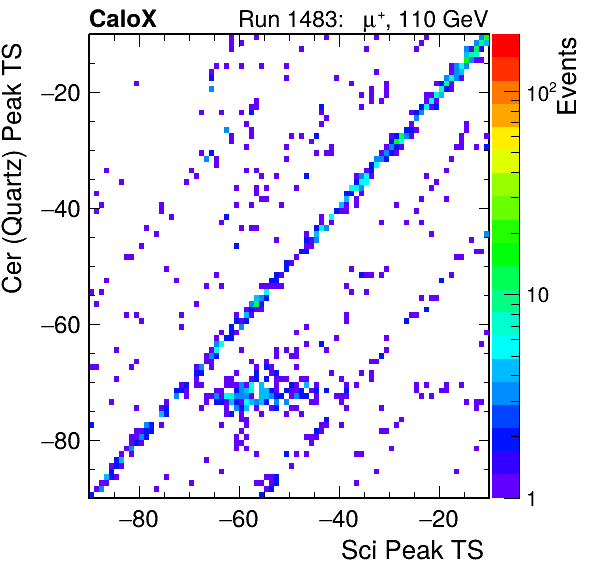 CaloX Run 1483: μ⁺, 110 GeV
Cer (Quartz) Peak TS
−20
−40
−60
−80
−80 −60 −40 −20
Sci Peak TS
10²
10
1
Events